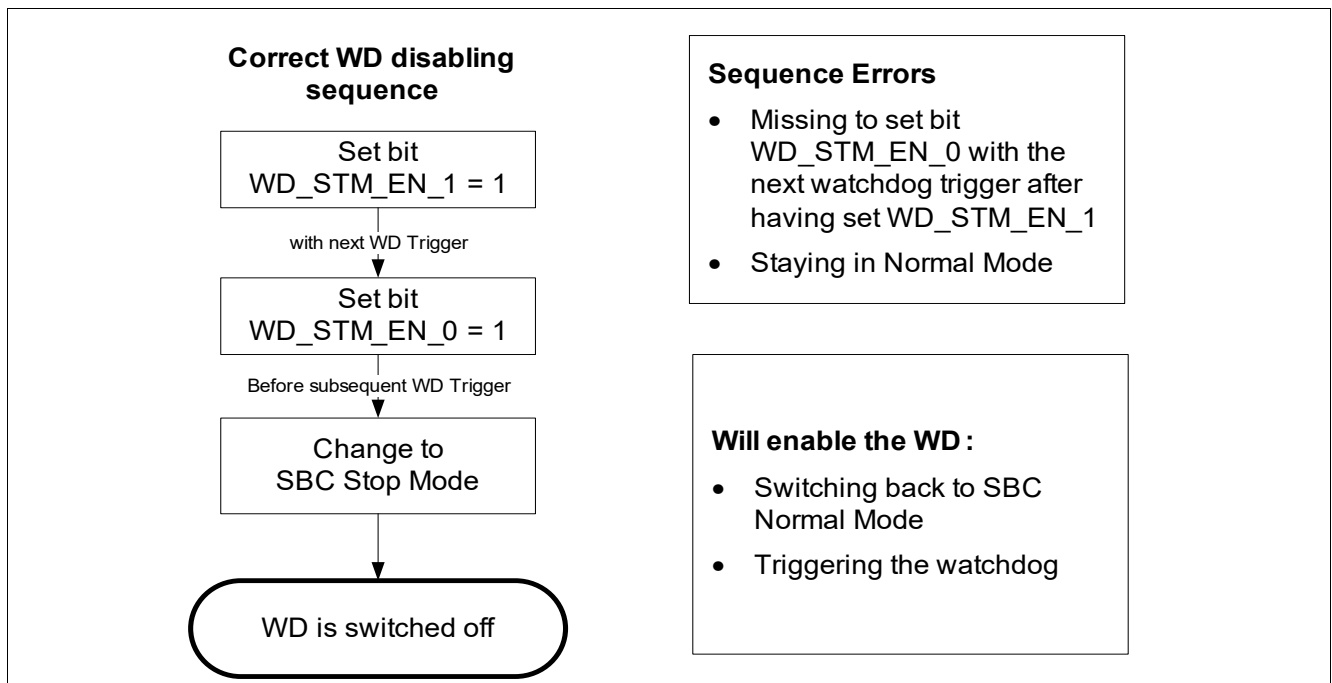 Correct WD disabling
sequence
Set bit
WD_STM_EN_1 = 1
with next WD Trigger
Set bit
WD_STM_EN_0 = 1
Before subsequent WD Trigger
Change to
SBC Stop Mode
WD is switched off
Sequence Errors
• Missing to set bit
WD_STM_EN_0 with the
next watchdog trigger after
having set WD_STM_EN_1
• Staying in Normal Mode
Will enable the WD :
• Switching back to SBC
Normal Mode
• Triggering the watchdog